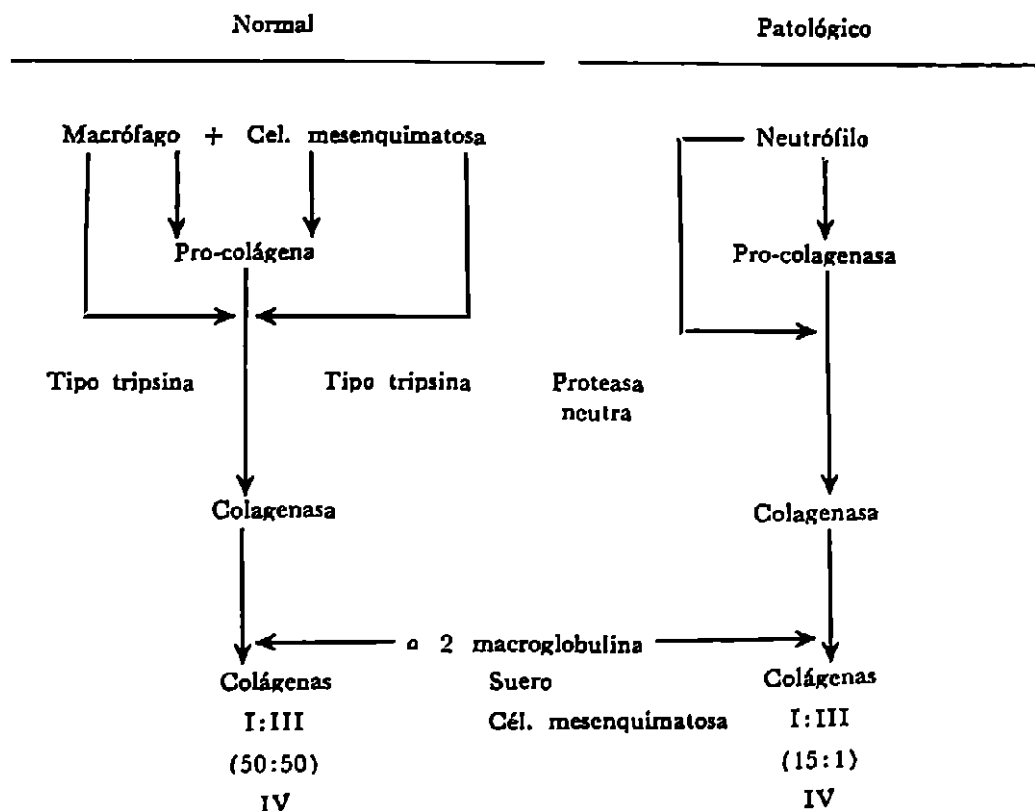 Normal
Patológico
Macrófago + Cel. mesenquimatosa
Neutrófilo
Pro-colágena
Pro-colagenasa
Tipo tripsina
Tipo tripsina
Proteasa
neutra
Colagenasa
Colagenasa
α 2 macroglobulina
Colágenas
Suero
Colágenas
I:III
Cél. mesenquimatosa
I:III
(50:50)
(15:1)
IV
IV